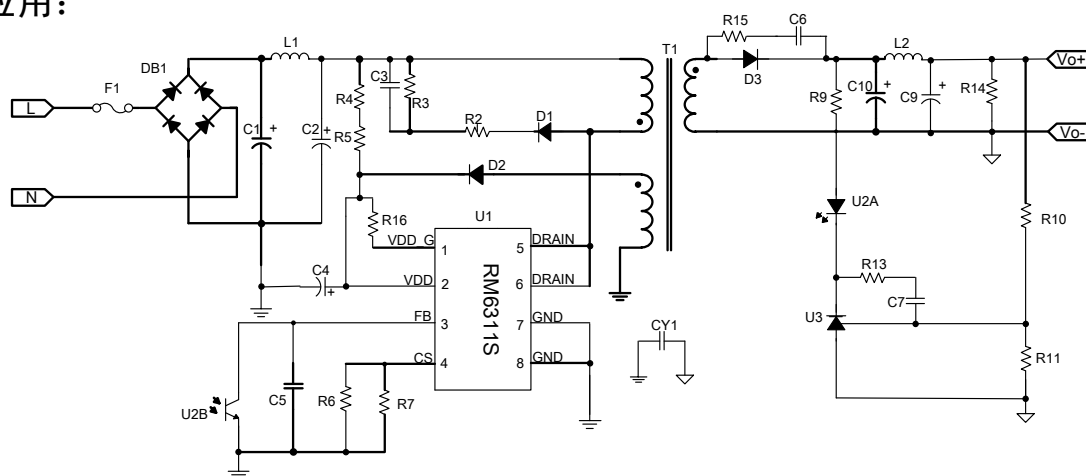 应用：
R15
C6
T1
L1
L2
DB1
D3
Vo+
C3
F1
R4
R3
R9
C10
+
C9
+
R14
L
C1
+
C2
+
R5
R2
D1
Vo-
D2
N
U2A
R16
U1
R10
VDD_G
1
5
DRAIN
C4
+
VDD
2
6
DRAIN
RM6311S
R13
C7
FB
3
7
GND
U3
CY1
CS
4
8
GND
R11
C5
R6
R7
U2B